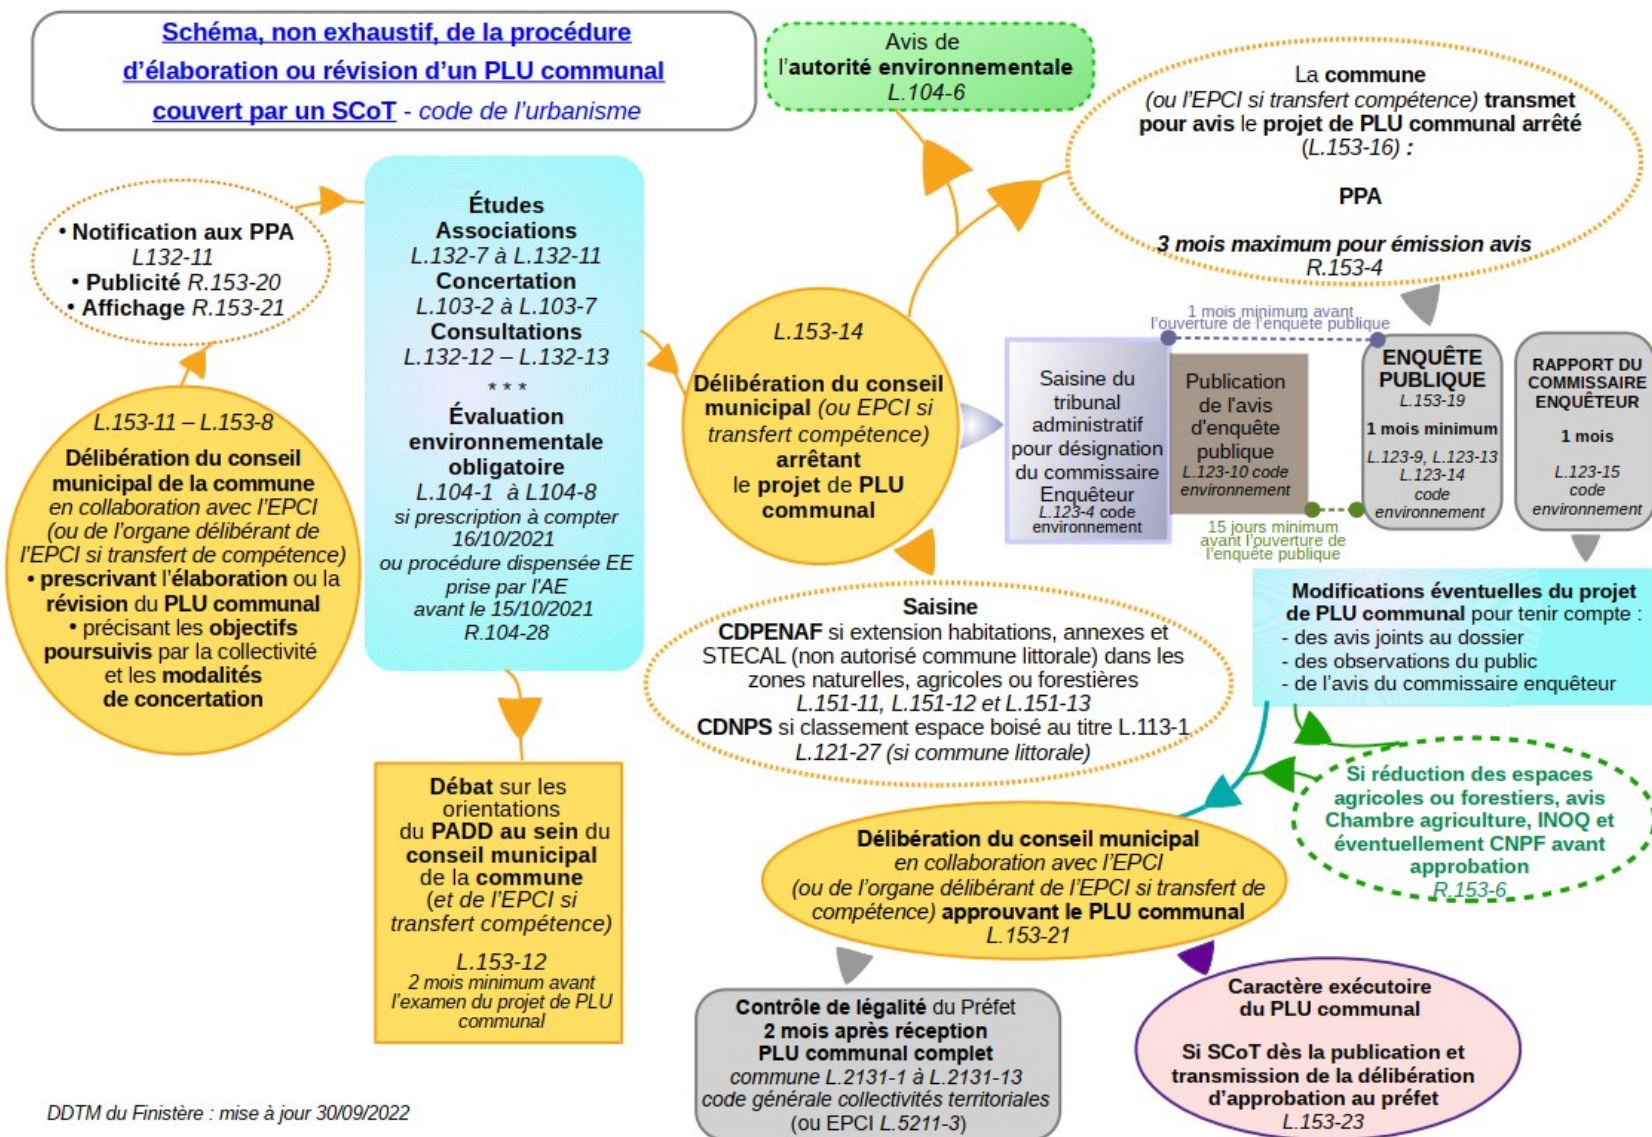 Schéma, non exhaustif, de la procédure
d’élaboration ou révision d’un PLU communal
couvert par un SCoT - code de l’urbanisme
Avis de
l’autorité environnementale
L.104-6
La commune
(ou l’EPCI si transfert compétence) transmet
pour avis le projet de PLU communal arrêté
(L.153-16) :
PPA
3 mois maximum pour émission avis
R.153-4
• Notification aux PPA
L132-11
• Publicité R.153-20
• Affichage R.153-21
Études
Associations
L.132-7 à L.132-11
Concertation
L.103-2 à L.103-7
Consultations
L.132-12 – L.132-13
* * *
Évaluation
environnementale
obligatoire
L.104-1 à L104-8
si prescription à compter
16/10/2021
ou procédure dispensée EE
prise par l'AE
avant le 15/10/2021
R.104-28
L.153-11 – L.153-8
Délibération du conseil
municipal de la commune
en collaboration avec l’EPCI
(ou de l’organe délibérant de
l’EPCI si transfert de compétence)
• prescrivant l’élaboration ou la
révision du PLU communal
• précisant les objectifs
poursuivis par la collectivité
et les modalités
de concertation
L.153-14
Délibération du conseil
municipal (ou EPCI si
transfert compétence)
arrêtant
le projet de PLU
communal
1 mois minimum avant
l’ouverture de l’enquête publique
Saisine du
tribunal
administratif
pour désignation
du commissaire
Enquêteur
L.123-4 code
environnement
Publication
de l'avis
d'enquête
publique
L.123-10 code
environnement
15 jours minimum
avant l’ouverture de
l’enquête publique
ENQUÊTE
PUBLIQUE
L.153-19
1 mois minimum
L.123-9, L.123-13
L.123-14
code
environnement
RAPPORT DU
COMMISSAIRE
ENQUÊTEUR
1 mois
L.123-15
code
environnement
Saisine
CDPENAF si extension habitations, annexes et
STECAL (non autorisé commune littorale) dans les
zones naturelles, agricoles ou forestières
L.151-11, L.151-12 et L.151-13
CDNPS si classement espace boisé au titre L.113-1
L.121-27 (si commune littorale)
Modifications éventuelles du projet
de PLU communal pour tenir compte :
- des avis joints au dossier
- des observations du public
- de l’avis du commissaire enquêteur
Si réduction des espaces
agricoles ou forestiers, avis
Chambre agriculture, INOQ et
éventuellement CNPF avant
approbation
R.153-6
Débat sur les
orientations
du PADD au sein du
conseil municipal
de la commune
(et de l’EPCI si
transfert compétence)
L.153-12
2 mois minimum avant
l’examen du projet de PLU
communal
Délibération du conseil municipal
en collaboration avec l’EPCI
(ou de l’organe délibérant de l’EPCI si transfert de
compétence) approuvant le PLU communal
L.153-21
Contrôle de légalité du Préfet
2 mois après réception
PLU communal complet
commune L.2131-1 à L.2131-13
code générale collectivités territoriales
(ou EPCI L.5211-3)
Caractère exécutoire
du PLU communal
Si SCoT dès la publication et
transmission de la délibération
d’approbation au préfet
L.153-23
DDTM du Finistère : mise à jour 30/09/2022